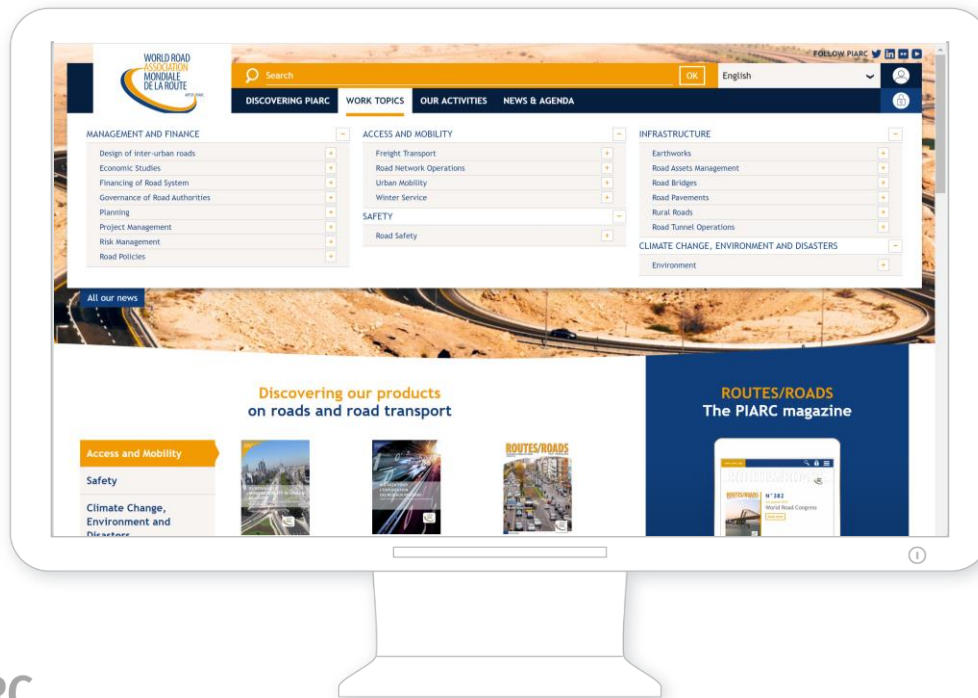 FOLLOW PIARC
WORLD ROAD
ASSOCIATION
MONDIALE
DE LA ROUTE
Search
OK
English
DISCOVERING PIARC
WORK TOPICS
OUR ACTIVITIES
NEWS & AGENDA
MANAGEMENT AND FINANCE
Design of inter-urban roads
Economic Studies
Financing of Road System
Governance of Road Authorities
Planning
Project Management
Risk Management
Road Policies
ACCESS AND MOBILITY
Freight Transport
Road Network Operations
Urban Mobility
Winter Service
SAFETY
Road Safety
INFRASTRUCTURE
Earthworks
Road Assets Management
Road Bridges
Road Pavements
Rural Roads
Road Tunnel Operations
CLIMATE CHANGE, ENVIRONMENT AND DISASTERS
Environment
All our news
Discovering our products
on roads and road transport
Access and Mobility
Safety
Climate Change,
Environment and
Disasters
ROUTES/ROADS
ROUTES/ROADS
The PIARC magazine
ROUTES/ROADS
N°382
World Road Congress